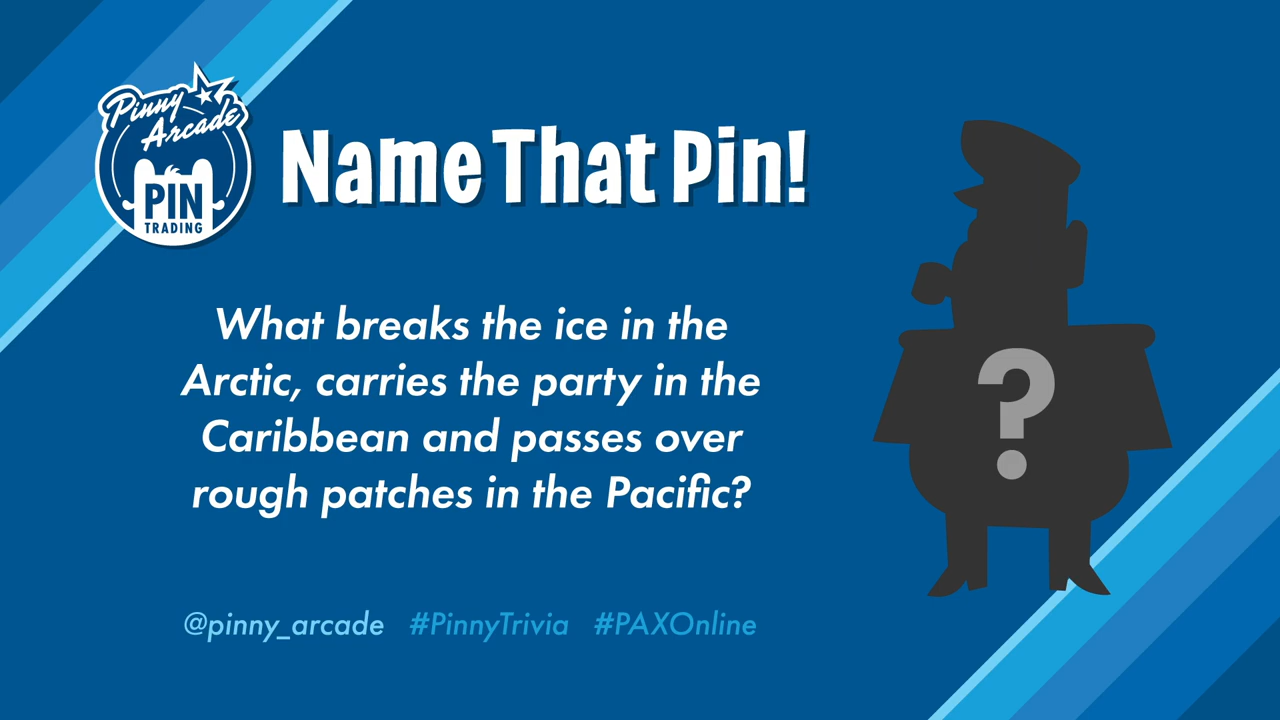 Pinny
Arcade
PIN
TRADING
Name That Pin!
What breaks the ice in the
Arctic, carries the party in the
Caribbean and passes over
rough patches in the Pacific?
?
@pinny_arcade #PinnyTrivia #PAXOnline